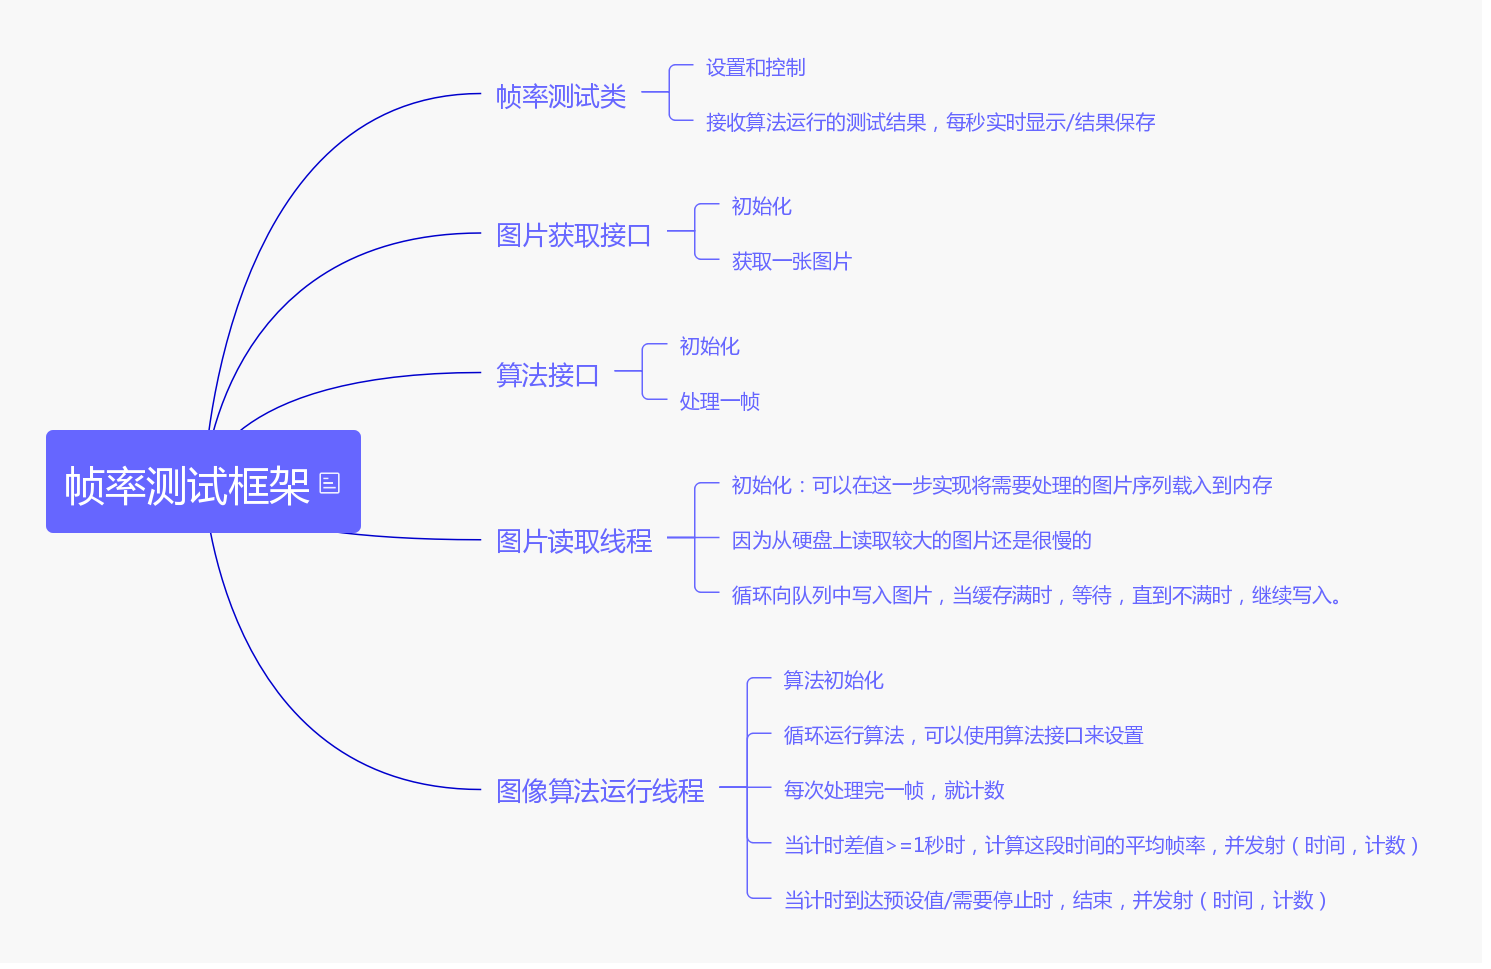 帧率测试框架
帧率测试类
设置和控制
接收算法运行的测试结果，每秒实时显示/结果保存
图片获取接口
初始化
获取一张图片
算法接口
初始化
处理一帧
图片读取线程
初始化：可以在这一步实现将需要处理的图片序列载入到内存
因为从硬盘上读取较大的图片还是很慢的
循环向队列中写入图片，当缓存满时，等待，直到不满时，继续写入。
图像算法运行线程
算法初始化
循环运行算法，可以使用算法接口来设置
每次处理完一帧，就计数
当计时差值>=1秒时，计算这段时间的平均帧率，并发射（时间，计数）
当计时到达预设值/需要停止时，结束，并发射（时间，计数）